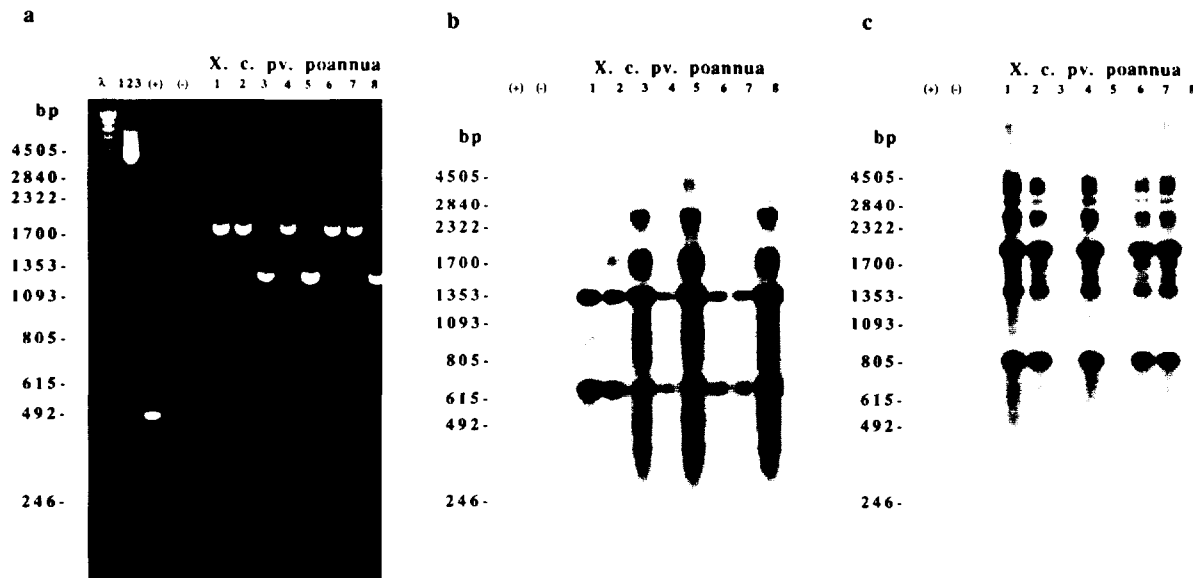 a
X. c. pv. poannua
λ 123 (+) (-) 1 2 3 4 5 6 7 8
bp
4505-
2840-
2322-
1700-
1353-
1093-
805-
615-
492-
246-
b
X. c. pv. poannua
(+) (-) 1 2 3 4 5 6 7 8
bp
4505-
2840-
2322-
1700-
1353-
1093-
805-
615-
492-
246-
c
X. c. pv. poannua
(+) (-) 1 2 3 4 5 6 7 8
bp
4505-
2840-
2322-
1700-
1353-
1093-
805-
615-
492-
246-